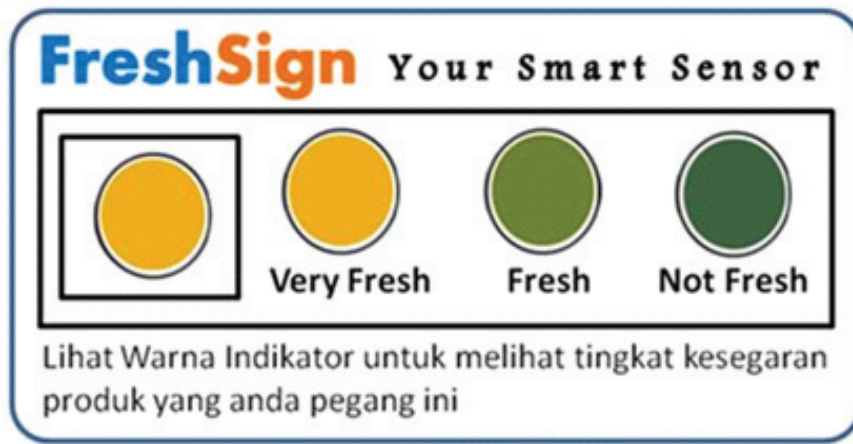 FreshSign Your Smart Sensor
Very Fresh Fresh Not Fresh
Lihat Warna Indikator untuk melihat tingkat kesegaran
produk yang anda pegang ini